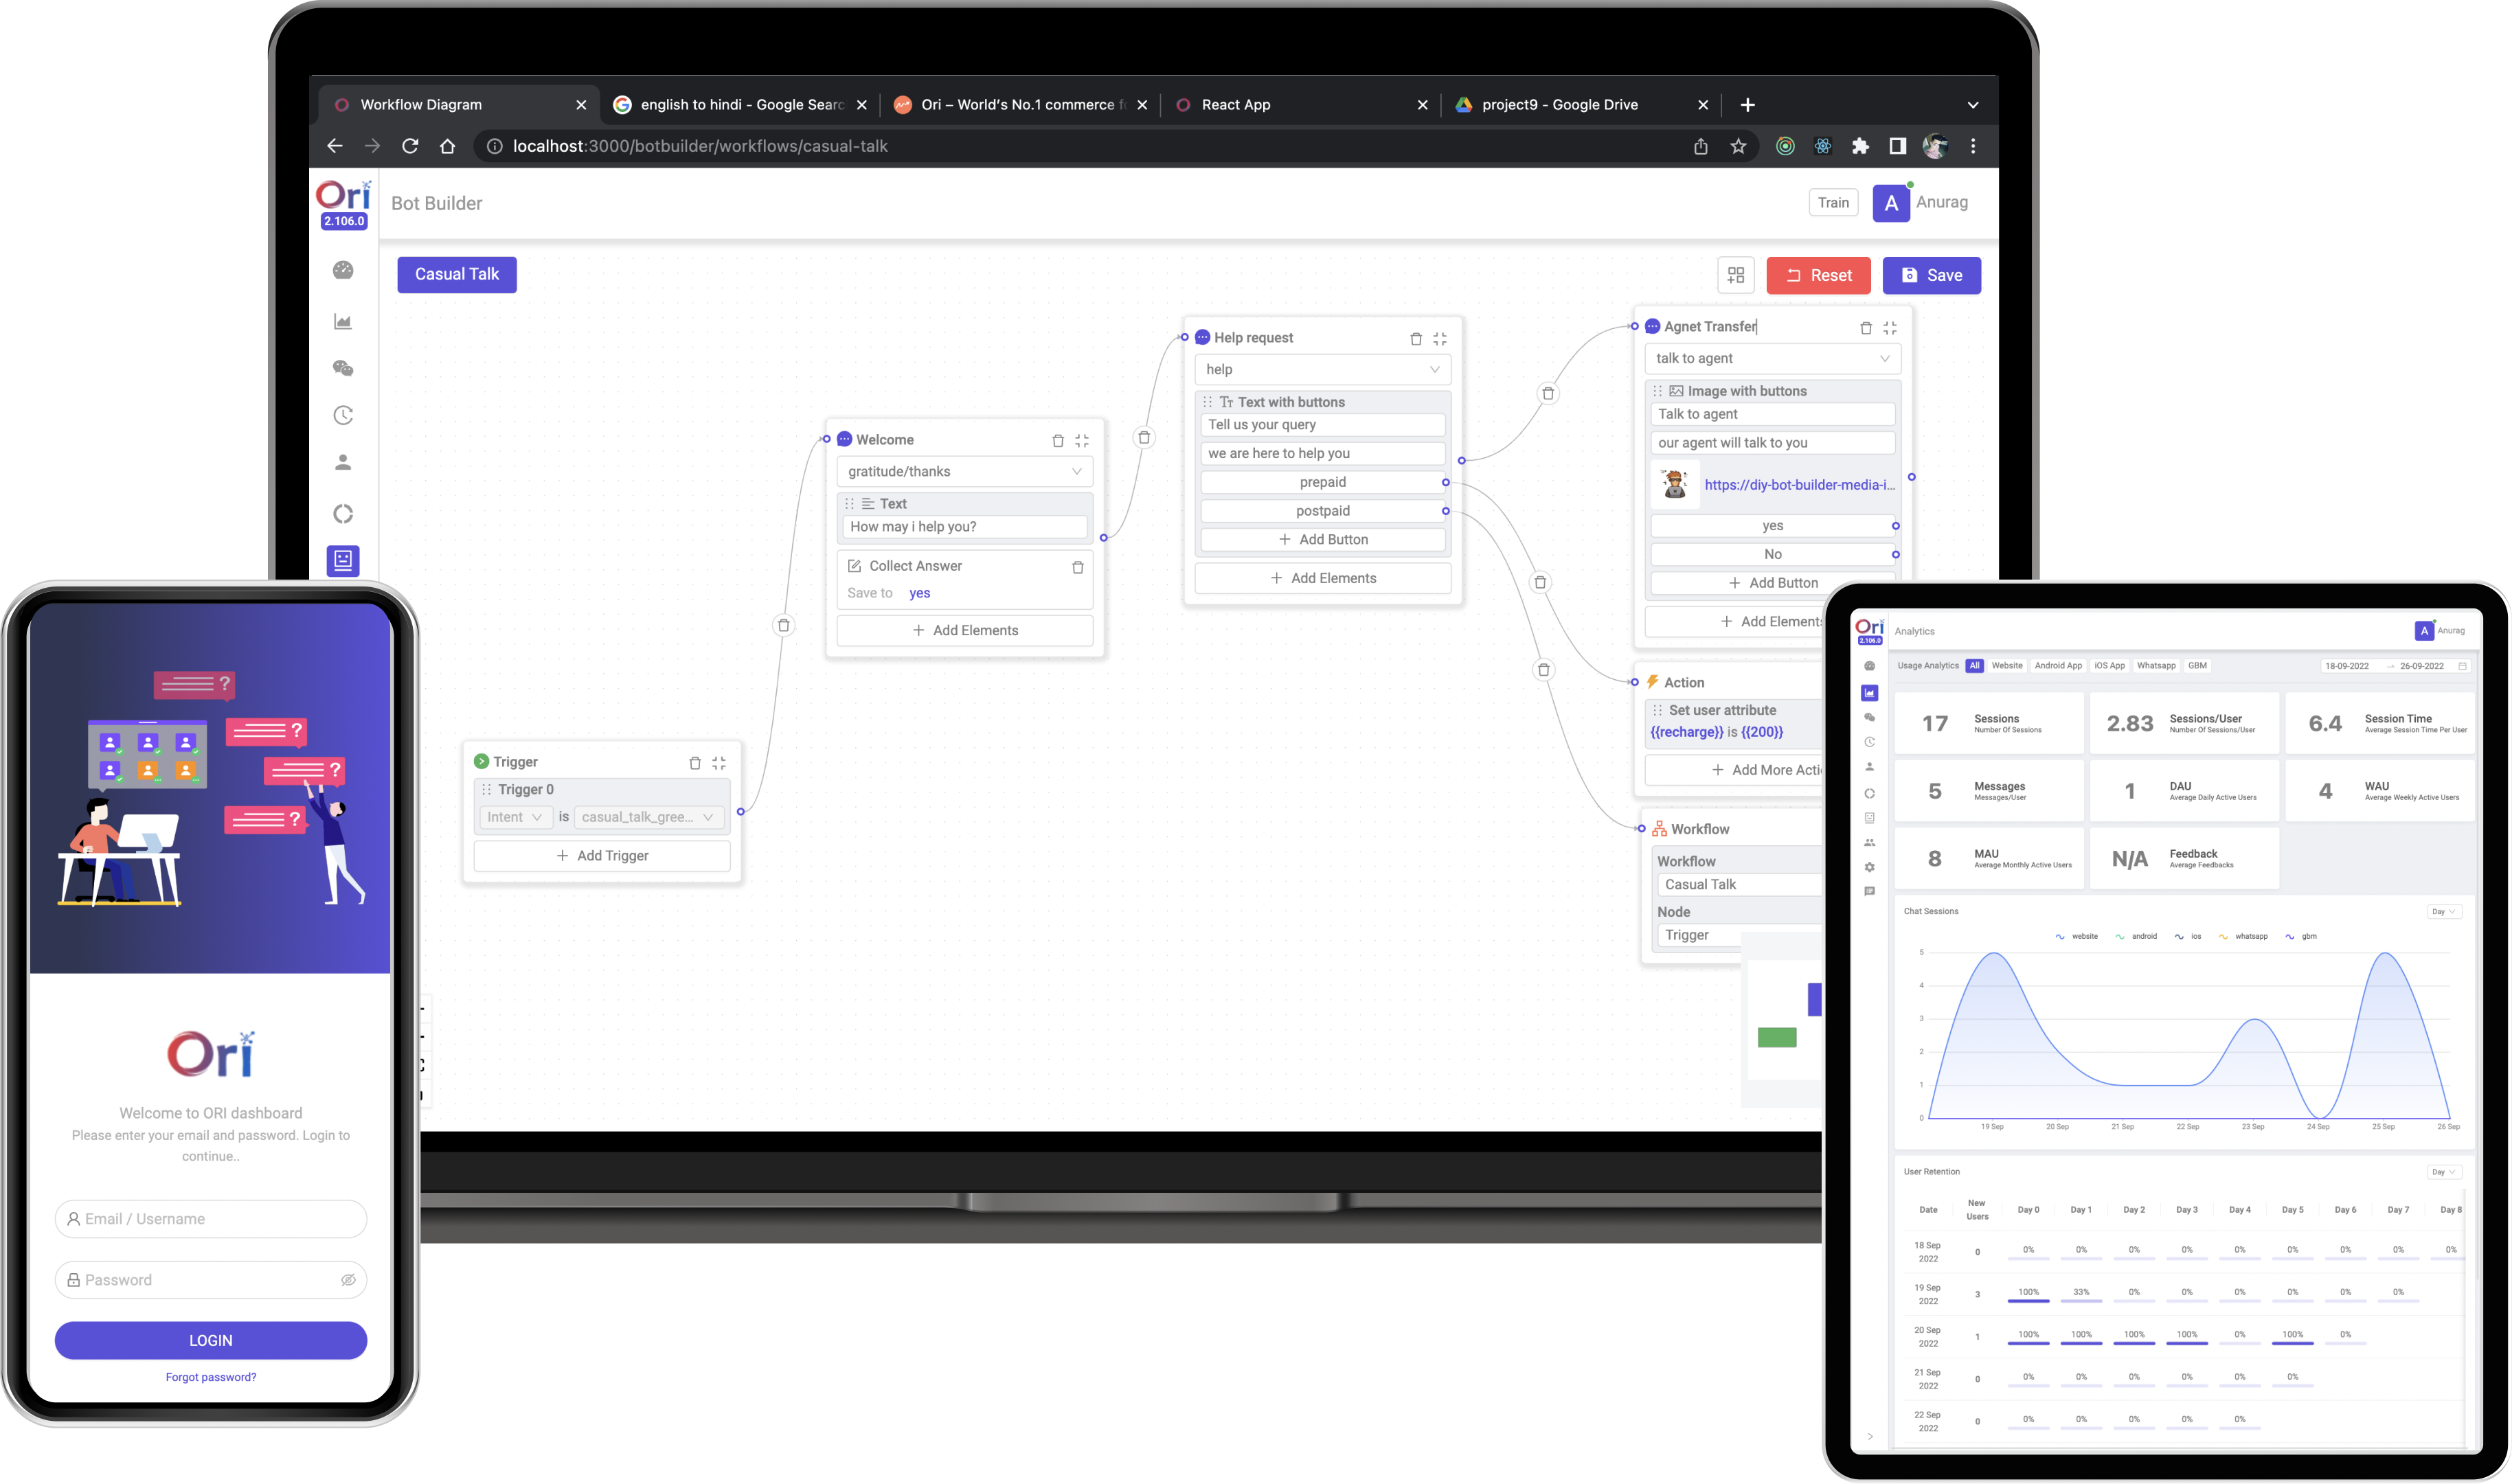 Workflow Diagram
english to hindi - Google Searc
Ori – World's No.1 commerce f
React App
project9 - Google Drive
localhost:3000/botbuilder/workflows/casual-talk
Ori
2.106.0
Bot Builder
Train
A
Anurag
Casual Talk
Reset
Save
Trigger
Trigger 0
Intent is casual_talk_gree...
Add Trigger
Welcome
gratitude/thanks
Text
How may i help you?
Collect Answer
Save to yes
Add Elements
Help request
help
Tт Text with buttons
Tell us your query
we are here to help you
prepaid
postpaid
Add Button
Add Elements
Agnet Transfer
talk to agent
Image with buttons
Talk to agent
our agent will talk to you
https://diy-bot-builder-media-i...
yes
No
Add Button
Add Elements
Action
Set user attribute
{{recharge}} is {{200}}
Add More Acti
Workflow
Workflow
Casual Talk
Node
Trigger
?
?
?
?
Ori
Welcome to ORI dashboard
Please enter your email and password. Login to
continue..
Email / Username
Password
LOGIN
Forgot password?
Ori
2.106.0
Analytics
A
Anurag
Usage Analytics All Website Android App iOS App Whatsapp GBM
18-09-2022 → 26-09-2022
17 Sessions
Number Of Sessions
2.83 Sessions/User
Number Of Sessions/User
6.4 Session Time
Average Session Time Per User
5 Messages
Messages/User
1 DAU
Average Daily Active Users
4 WAU
Average Weekly Active Users
8 MAU
Average Monthly Active Users
N/A Feedback
Average Feedbacks
Chat Sessions
Day
website android ios whatsapp gbm
5
4
3
2
1
0
19 Sep 20 Sep 21 Sep 22 Sep 23 Sep 24 Sep 25 Sep 26 Sep
User Retention
Day
Date New Users Day 0 Day 1 Day 2 Day 3 Day 4 Day 5 Day 6 Day 7 Day 8
18 Sep 2022 0 0% 0% 0% 0% 0% 0% 0% 0% 0%
19 Sep 2022 3 100% 33% 0% 0% 0% 0% 0% 0%
20 Sep 2022 1 100% 100% 100% 100% 0% 100% 0%
21 Sep 2022 0 0% 0% 0% 0% 0% 0%
22 Sep 2022 0 0% 0% 0% 0% 0%